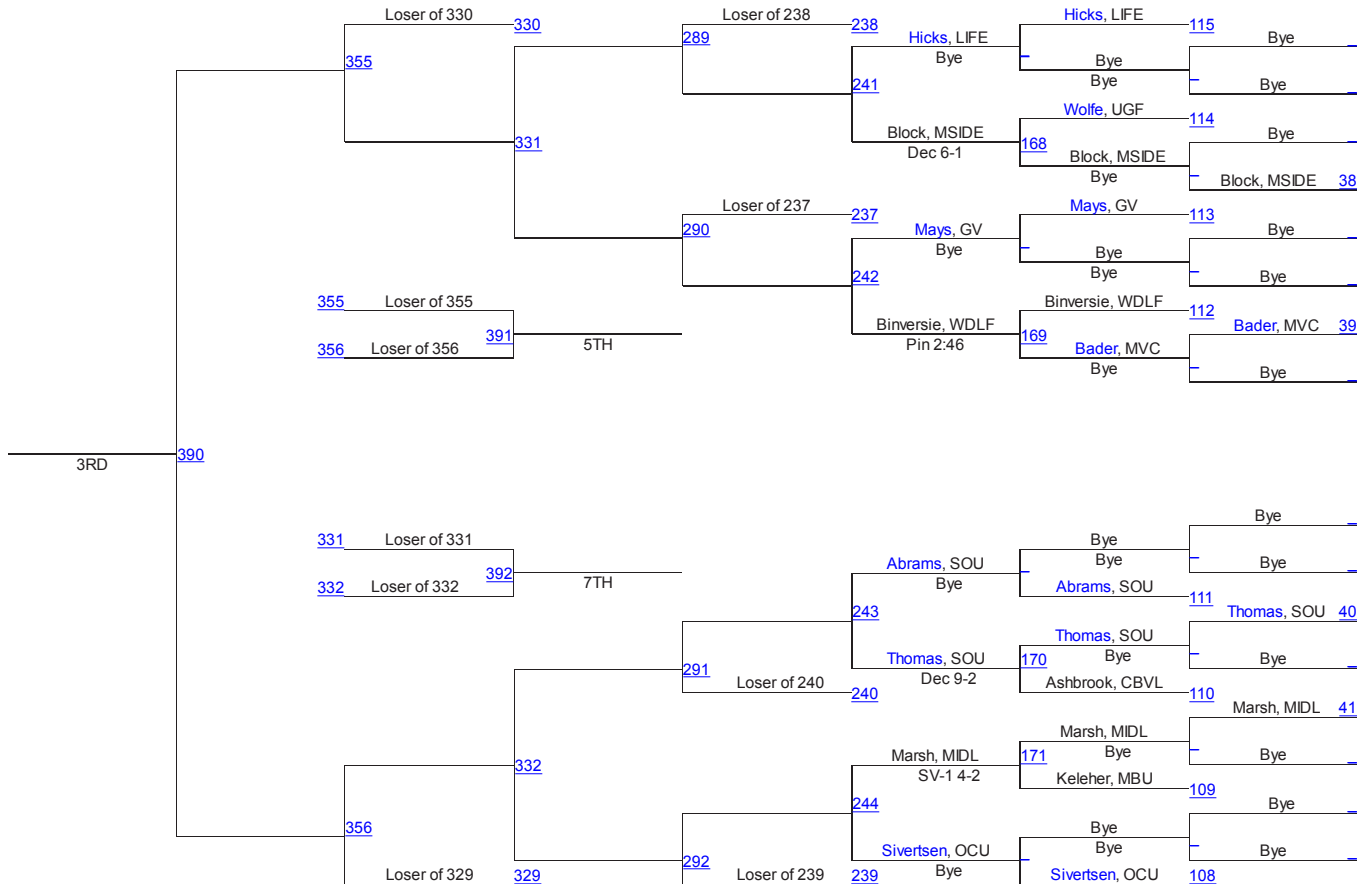 Loser of 330 330 Loser of 238 238 Hicks, LIFE 115
289 Hicks, LIFE Bye
355 Bye Bye
Bye
241 Bye
Wolfe, UGF 114
331 Block, MSIDE 168 Bye
Dec 6-1 Block, MSIDE
Bye Block, MSIDE 38
Loser of 237 237 Mays, GV 113
290 Mays, GV Bye
Bye Bye
Bye
242 Bye
355 Loser of 355 Binversie, WDLF 112
391 Binversie, WDLF 169 Bader, MVC 39
356 Loser of 356 5TH Pin 2:46 Bader, MVC
Bye Bye
390
3RD
Bye
331 Loser of 331 Bye
392 Abrams, SOU Bye Bye
332 Loser of 332 7TH Bye Abrams, SOU 111
243 Thomas, SOU 40
Thomas, SOU
291 Thomas, SOU 170 Bye Bye
Loser of 240 240 Dec 9-2 Ashbrook, CBVL 110
Marsh, MIDL 41
Marsh, MIDL
332 Marsh, MIDL 171 Bye Bye
SV-1 4-2 Keleher, MBU 109
244 Bye
356 Bye
292 Sivertsen, OCU Bye Bye
Loser of 329 329 Loser of 239 239 Bye Sivertsen, OCU 108